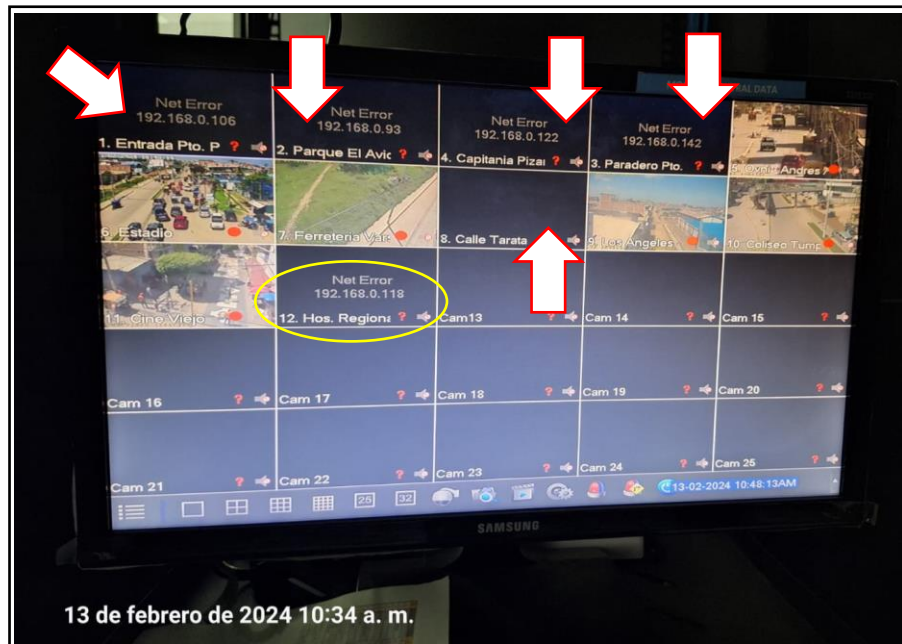 Net Error
192.168.0.106
1. Entrada Pto. P ?
Net Error
192.168.0.93
2. Parque El Avic ?
Net Error
192.168.0.122
4. Capitania Piza ?
Net Error
192.168.0.142
3. Paradero Pto. ?
Andres
6. Estadio
7. Ferreteria Vars
8. Calle Tarata
9. Los Angeles
10. Coliseo Tump
11. Cine Viejo
Net Error
192.168.0.118
12. Hos. Regiona ?
Cam13 ?
Cam 14 ?
Cam 15 ?
Cam 16 ?
Cam 17 ?
Cam 18 ?
Cam 19 ?
Cam 20 ?
Cam 21 ?
Cam 22 ?
Cam 23 ?
Cam 24 ?
Cam 25 ?
25 32
13-02-2024 10:48:13AM
SAMSUNG
13 de febrero de 2024 10:34 a. m.